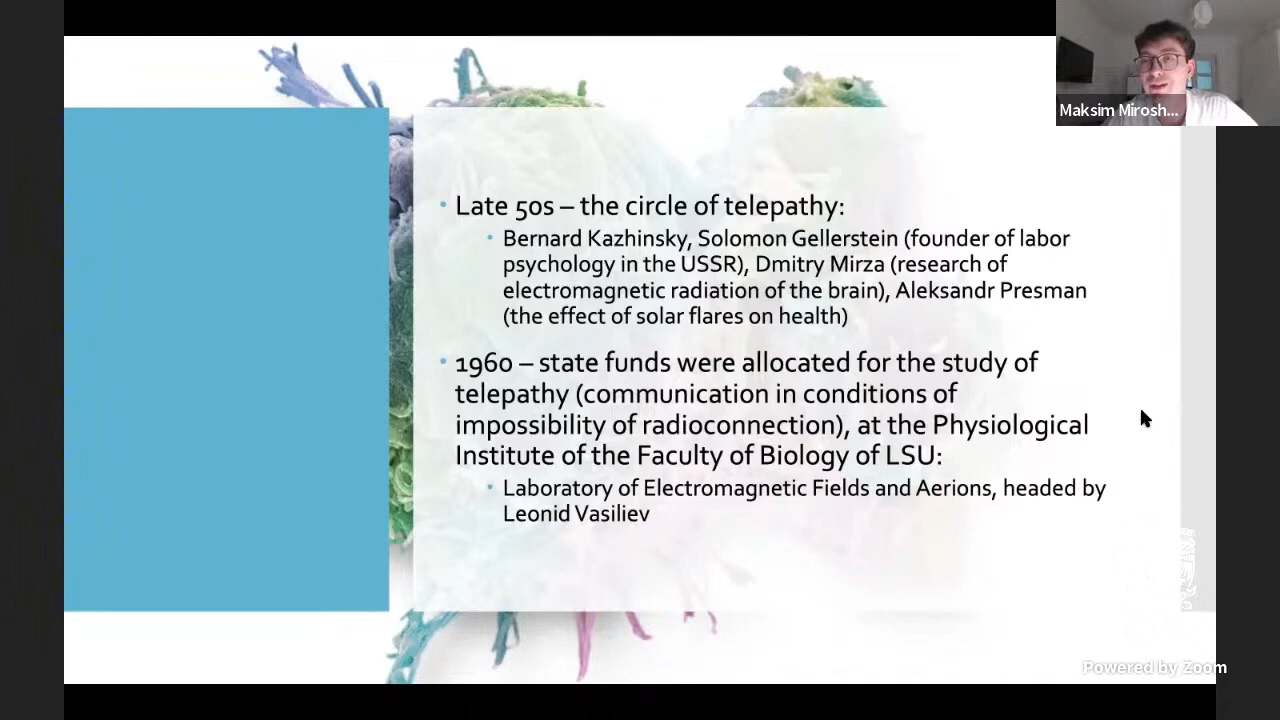 Maksim Mirosh...
• Late 50s – the circle of telepathy:
• Bernard Kazhinsky, Solomon Gellerstein (founder of labor
psychology in the USSR), Dmitry Mirza (research of
electromagnetic radiation of the brain), Aleksandr Presman
(the effect of solar flares on health)
• 1960 – state funds were allocated for the study of
telepathy (communication in conditions of
impossibility of radioconnection), at the Physiological
Institute of the Faculty of Biology of LSU:
• Laboratory of Electromagnetic Fields and Aerions, headed by
Leonid Vasiliev
Powered by Zoom